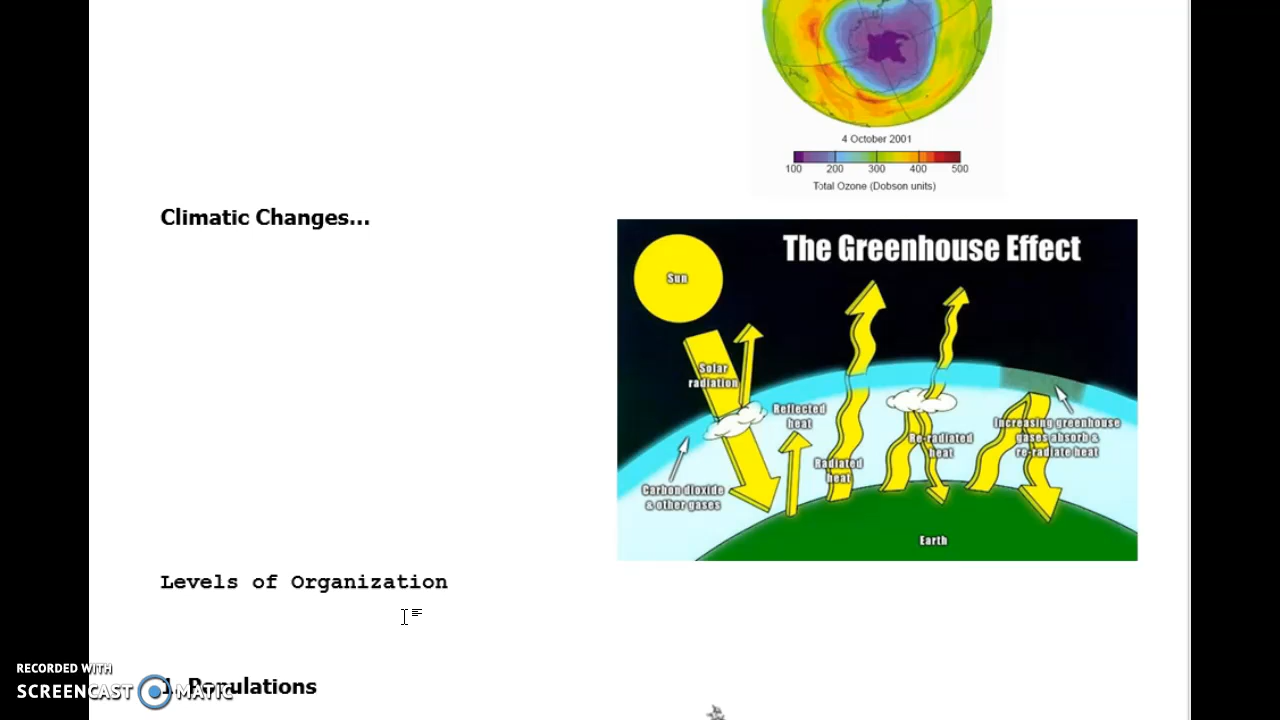 4 October 2001
100 200 300 400 500
Total Ozone (Dobson units)
Climatic Changes...
The Greenhouse Effect
Sun
Solar
radiation
Reflected
heat
Radiated
heat
Re-radiated
heat
Increasing greenhouse
gases absorb &
re-radiate heat
Carbon dioxide
& other gases
Earth
Levels of Organization
1. Populations
RECORDED WITH
SCREENCAST MATIC